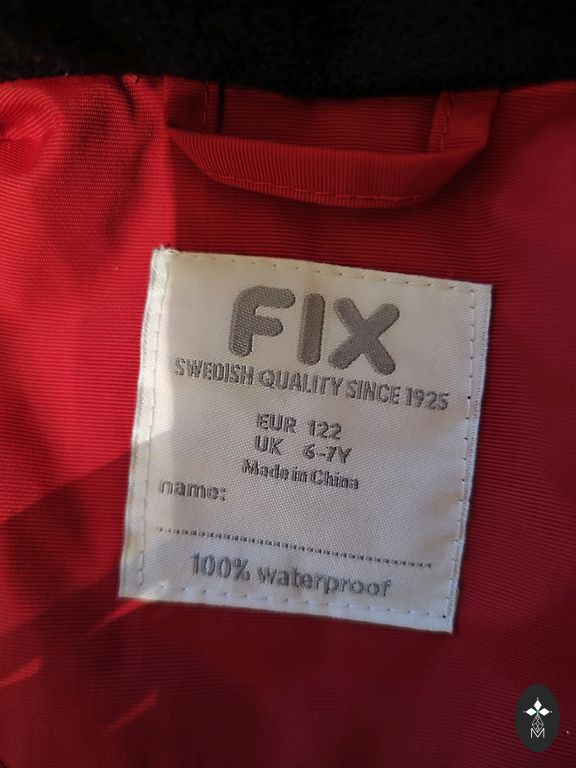 FIX
SWEDISH QUALITY SINCE 1925
EUR 122
UK 6-7Y
Made in China
name:
100% waterproof
M